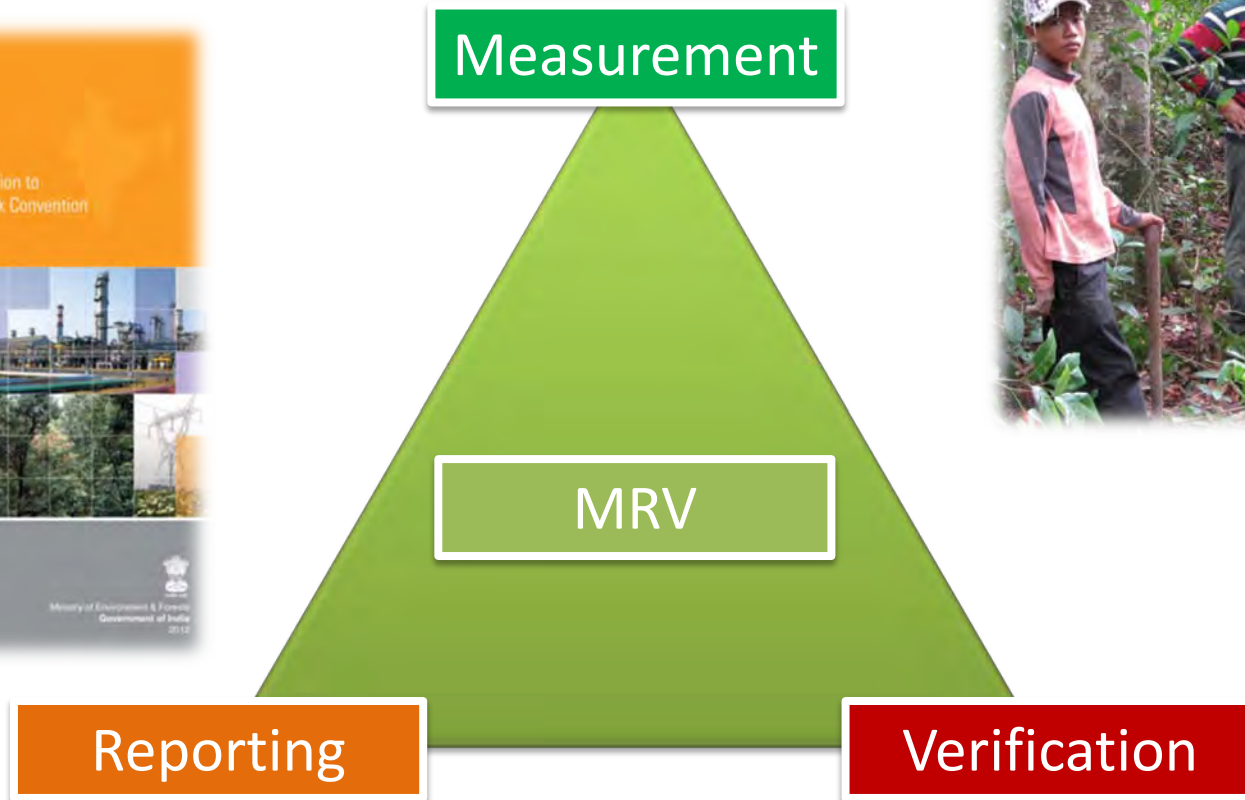 Measurement
ion to
x Convention
MRV
Ministry of Environment & Forests
Government of India
2012
Reporting
Verification